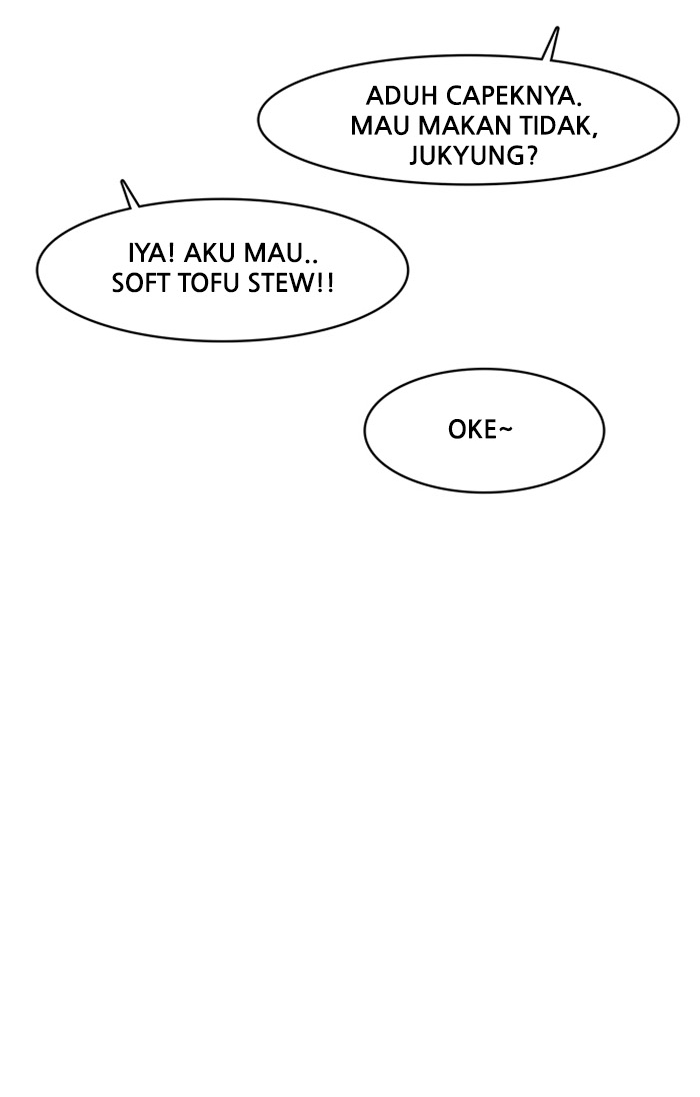 ADUH CAPEKNYA.
MAU MAKAN TIDAK,
JUKYUNG?
IYA! AKU MAU..
SOFT TOFU STEW!!
OKE~